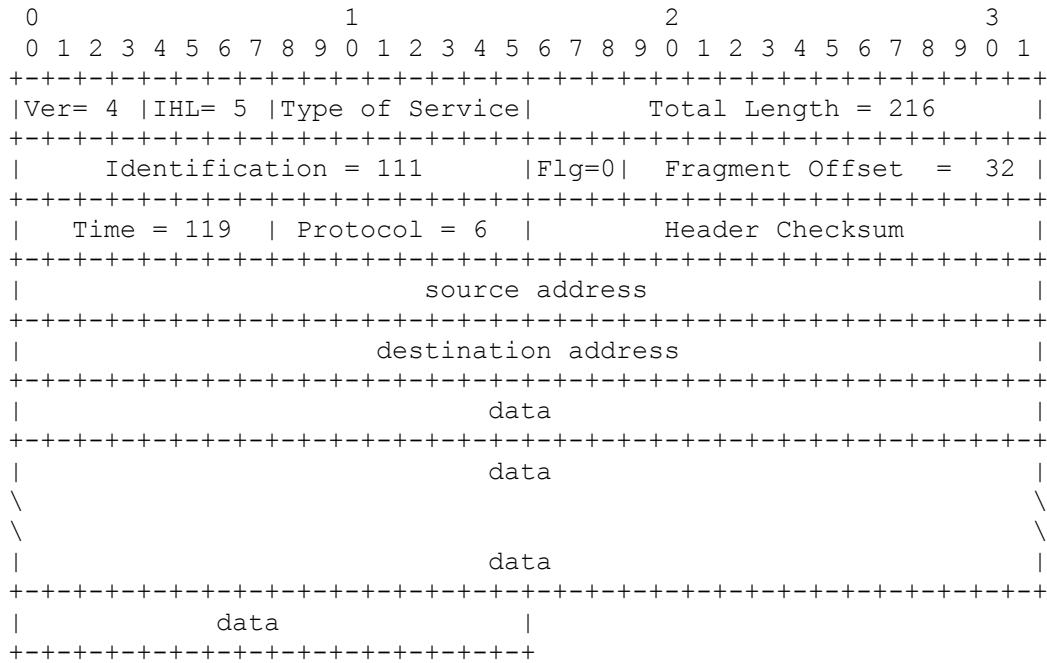 0                   1                   2                   3
0 1 2 3 4 5 6 7 8 9 0 1 2 3 4 5 6 7 8 9 0 1 2 3 4 5 6 7 8 9 0 1
+-+-+-+-+-+-+-+-+-+-+-+-+-+-+-+-+-+-+-+-+-+-+-+-+-+-+-+-+-+-+-+-+
|Ver= 4 |IHL= 5 |Type of Service|       Total Length = 216      |
+-+-+-+-+-+-+-+-+-+-+-+-+-+-+-+-+-+-+-+-+-+-+-+-+-+-+-+-+-+-+-+-+
|     Identification = 111      |Flg=0|  Fragment Offset  =  32 |
+-+-+-+-+-+-+-+-+-+-+-+-+-+-+-+-+-+-+-+-+-+-+-+-+-+-+-+-+-+-+-+-+
|   Time = 119  | Protocol = 6  |        Header Checksum        |
+-+-+-+-+-+-+-+-+-+-+-+-+-+-+-+-+-+-+-+-+-+-+-+-+-+-+-+-+-+-+-+-+
|                         source address                        |
+-+-+-+-+-+-+-+-+-+-+-+-+-+-+-+-+-+-+-+-+-+-+-+-+-+-+-+-+-+-+-+-+
|                      destination address                      |
+-+-+-+-+-+-+-+-+-+-+-+-+-+-+-+-+-+-+-+-+-+-+-+-+-+-+-+-+-+-+-+-+
|                             data                              |
+-+-+-+-+-+-+-+-+-+-+-+-+-+-+-+-+-+-+-+-+-+-+-+-+-+-+-+-+-+-+-+-+
|                             data                              |
\                                                               \
\                                                               \
|                             data                              |
+-+-+-+-+-+-+-+-+-+-+-+-+-+-+-+-+-+-+-+-+-+-+-+-+-+-+-+-+-+-+-+-+
|            data               |
+-+-+-+-+-+-+-+-+-+-+-+-+-+-+-+-+